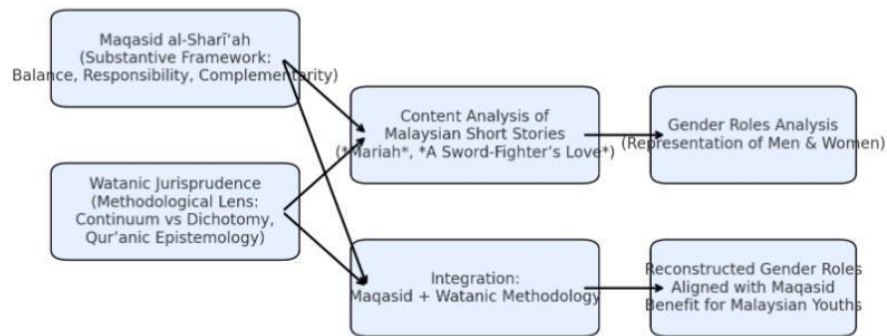 Maqasid al-Sharī‘ah
(Substantive Framework:
Balance, Responsibility, Complementarity)
Watanic Jurisprudence
(Methodological Lens:
Continuum vs Dichotomy,
Qur’anic Epistemology)
Content Analysis of
Malaysian Short Stories
(*Mariah*, *A Sword-Fighter’s Love*)
Integration:
Maqasid + Watanic Methodology
Gender Roles Analysis
(Representation of Men & Women)
Reconstructed Gender Roles
Aligned with Maqasid
Benefit for Malaysian Youths